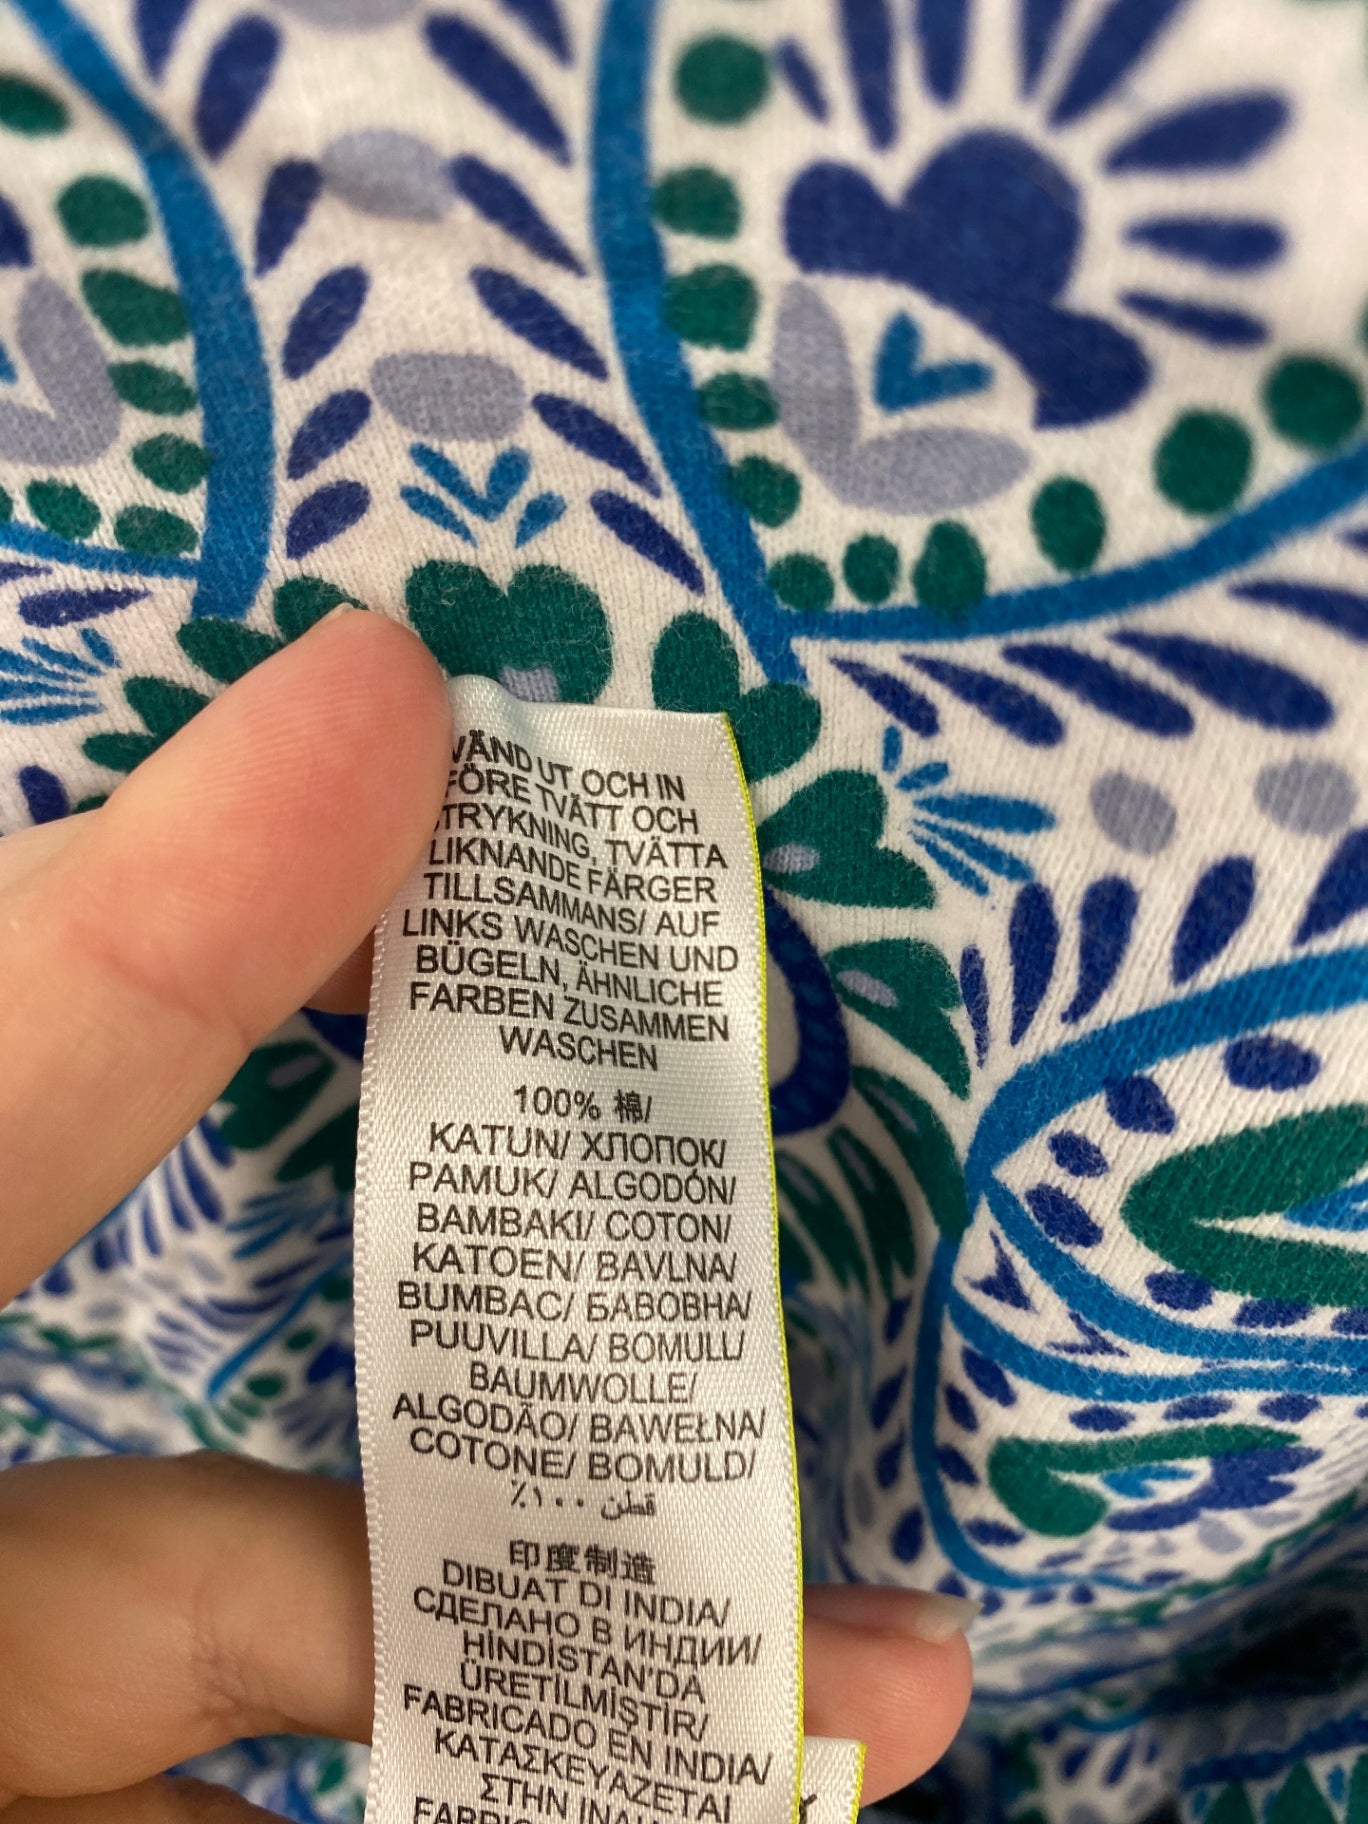 VÄND UT OCH IN
FÖRE TVÄTT OCH
STRYKNING, TVÄTTA
LIKNANDE FÄRGER
TILLSAMMANS/ AUF
LINKS WASCHEN UND
BÜGELN, ÄHNLICHE
FARBEN ZUSAMMEN
WASCHEN
100% 棉/
KATUN/ ХЛОПОК/
PAMUK/ ALGODÓN/
BAMBAKI/ COTON/
KATOEN/ BAVLNA/
BUMBAC/ БАВОВНА/
PUUVILLA/ BOMULL/
BAUMWOLLE/
ALGODÃO/ BAWEŁNA/
COTONE/ BOMULD/
قطن ١٠٠٪
印度制造
DIBUAT DI INDIA/
СДЕЛАНО В ИНДИИ/
HİNDİSTAN'DA
ÜRETİLMİŞTİR/
FABRICADO EN INDIA/
ΚΑΤΑΣΚΕΥΑΖΕΤΑΙ
ΣΤΗΝ